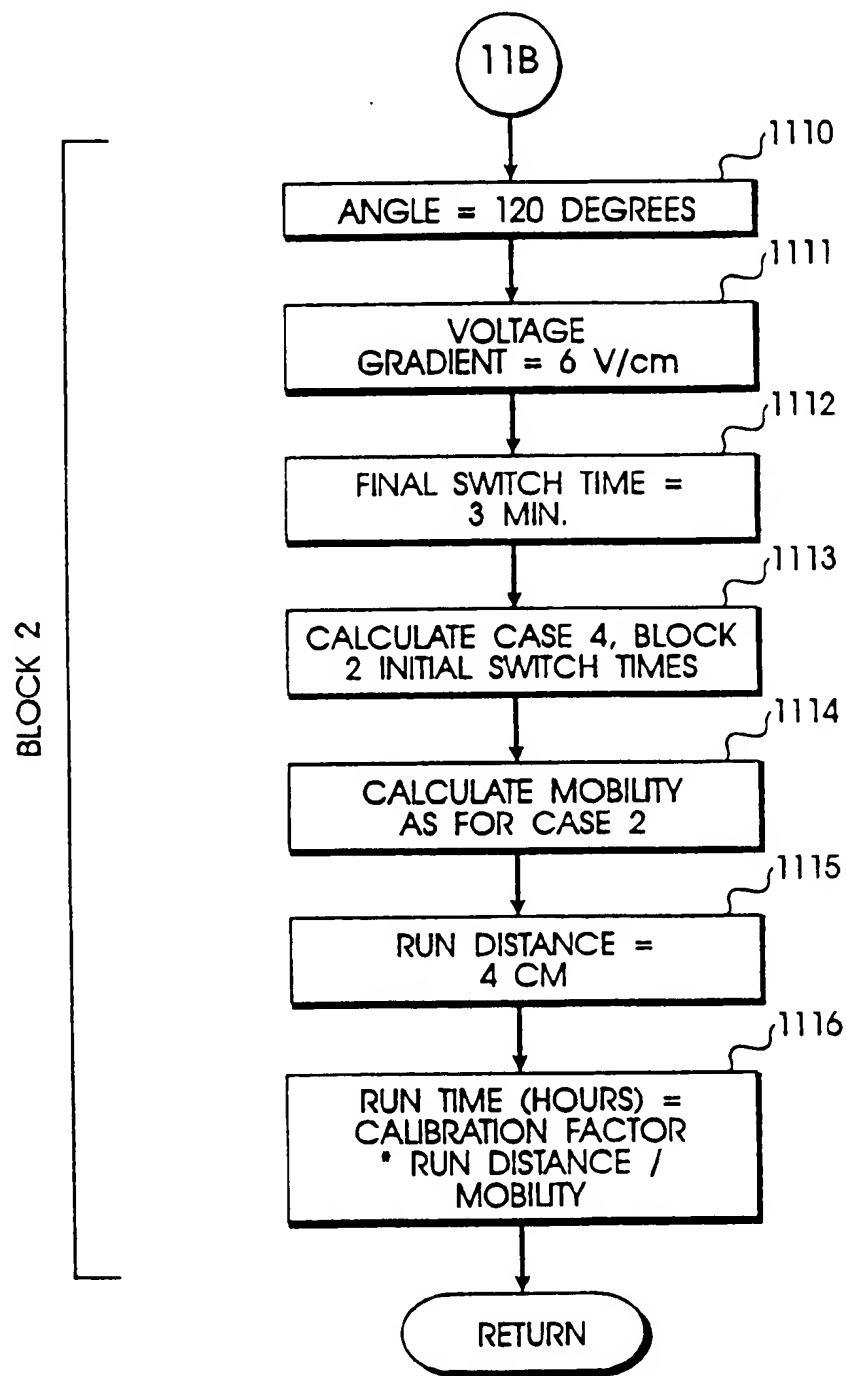 11B
1110
ANGLE = 120 DEGREES
1111
VOLTAGE
GRADIENT = 6 V/cm
1112
FINAL SWITCH TIME =
3 MIN.
1113
CALCULATE CASE 4, BLOCK
2 INITIAL SWITCH TIMES
1114
CALCULATE MOBILITY
AS FOR CASE 2
1115
RUN DISTANCE =
4 CM
1116
RUN TIME (HOURS) =
CALIBRATION FACTOR
* RUN DISTANCE /
MOBILITY
RETURN
BLOCK 2